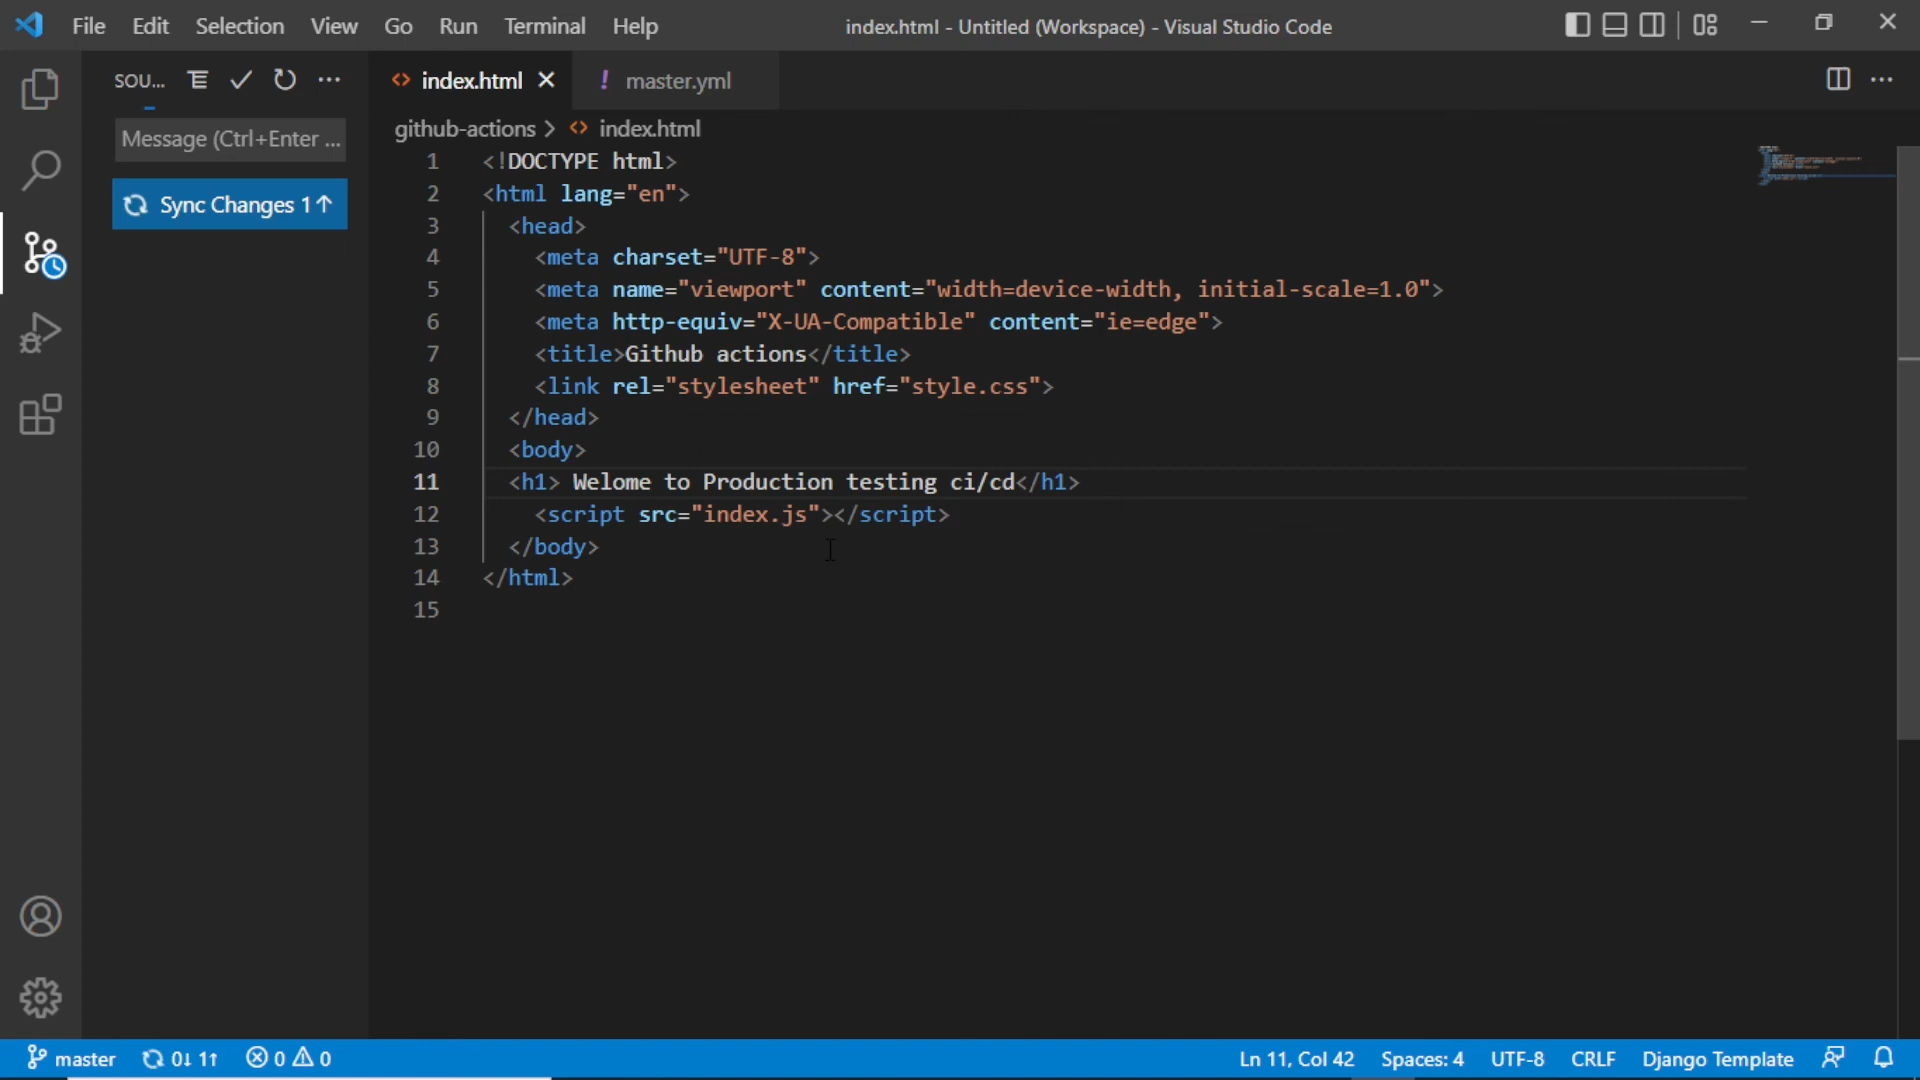 File Edit Selection View Go Run Terminal Help index.html - Untitled (Workspace) - Visual Studio Code
SOU...
Message (Ctrl+Enter ...
Sync Changes 1↑
index.html master.yml
github-actions > index.html
1 <!DOCTYPE html>
2 <html lang="en">
3 <head>
4 <meta charset="UTF-8">
5 <meta name="viewport" content="width=device-width, initial-scale=1.0">
6 <meta http-equiv="X-UA-Compatible" content="ie=edge">
7 <title>Github actions</title>
8 <link rel="stylesheet" href="style.css">
9 </head>
10 <body>
11 <h1> Welome to Production testing ci/cd</h1>
12 <script src="index.js"></script>
13 </body>
14 </html>
15
master 0↓ 1↑ 0 0 Ln 11, Col 42 Spaces: 4 UTF-8 CRLF Django Template